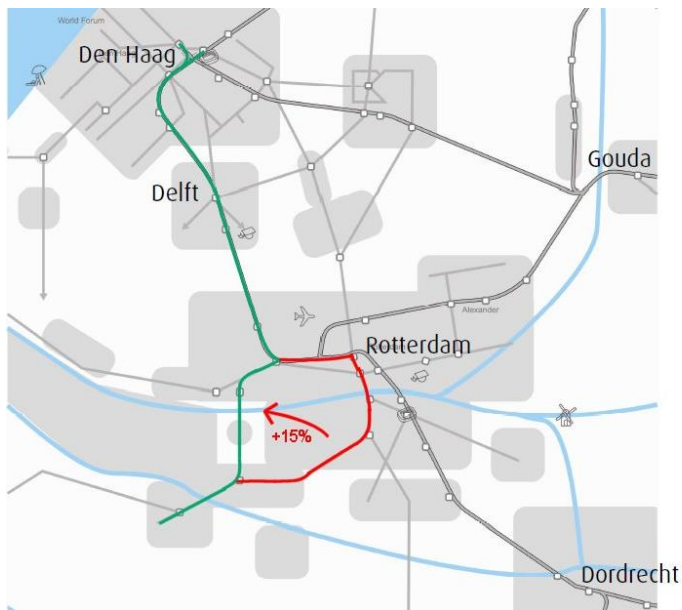 World Forum
Den Haag
Gouda
Delft
Alexander
Rotterdam
+15%
Dordrecht